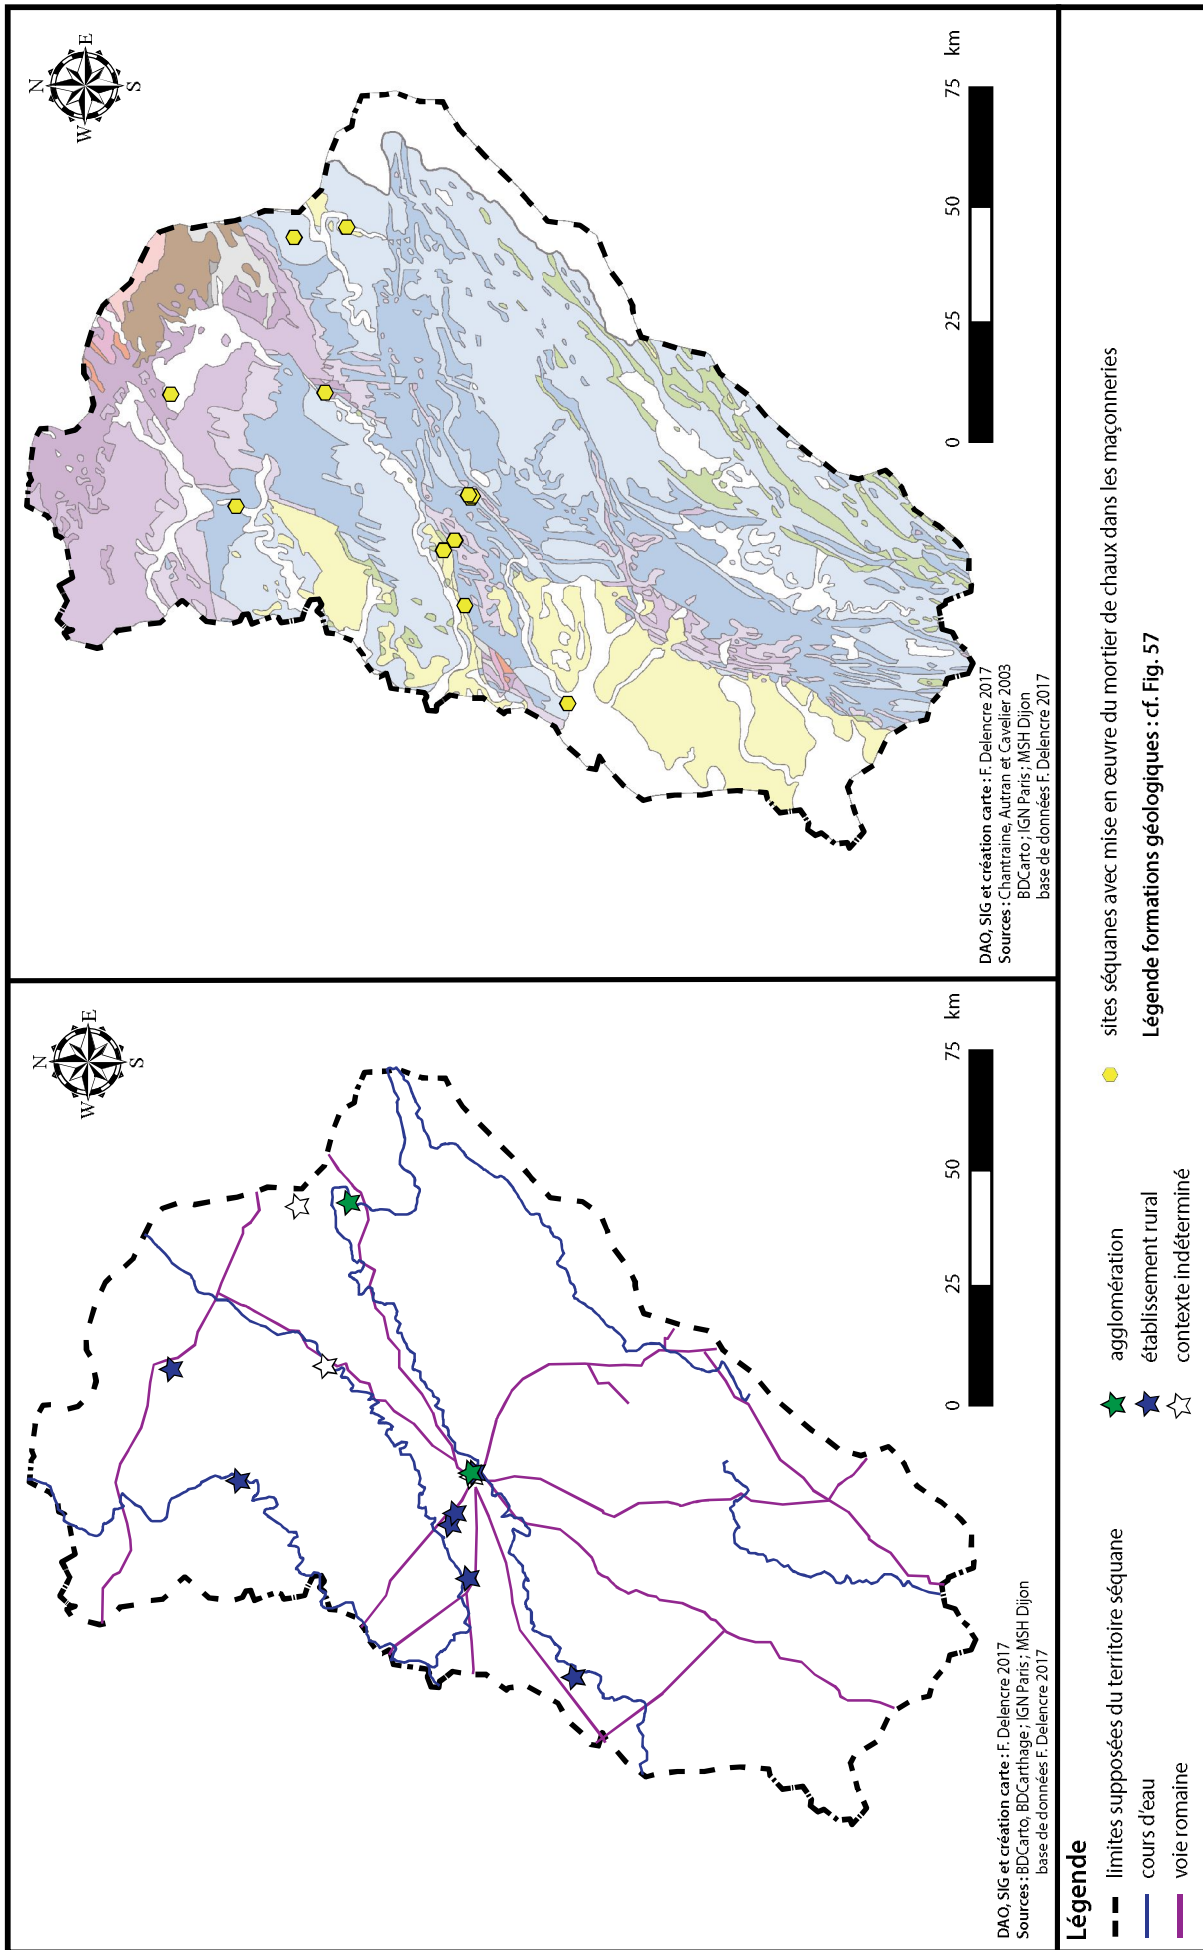 N
E
S
W
km
0
25
50
75
DAO, SIG et création carte : F. Delencre 2017
Sources : BDCarto, BDCarthage ; IGN Paris ; MSH Dijon
base de données F. Delencre 2017
N
E
S
W
km
0
25
50
75
DAO, SIG et création carte : F. Delencre 2017
Sources : Chantraine, Autran et Cavelier 2003
BDCarto ; IGN Paris ; MSH Dijon
base de données F. Delencre 2017
Légende
limites supposées du territoire séquane
cours d'eau
voie romaine
agglomération
établissement rural
contexte indéterminé
sites séquanes avec mise en œuvre du mortier de chaux dans les maçonneries
Légende formations géologiques : cf. Fig. 57